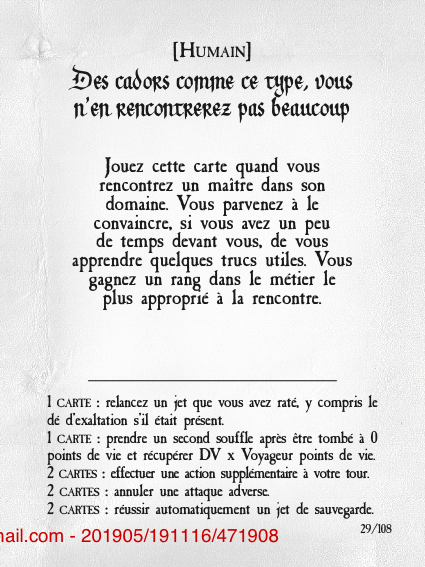 [Humain]
Des cadors comme ce type, vous
n'en rencontrerez pas beaucoup
Jouez cette carte quand vous
rencontrez un maître dans son
domaine. Vous parvenez à le
convaincre, si vous avez un peu
de temps devant vous, de vous
apprendre quelques trucs utiles. Vous
gagnez un rang dans le métier le
plus approprié à la rencontre.
1 CARTE : relancez un jet que vous avez raté, y compris le
dé d'exaltation s'il était présent.
1 CARTE : prendre un second souffle après être tombé à 0
points de vie et récupérer DV x Voyageur points de vie.
2 CARTES : effectuer une action supplémentaire à votre tour.
2 CARTES : annuler une attaque adverse.
2 CARTES : réussir automatiquement un jet de sauvegarde.
29/108
mail.com - 201905/191116/471908